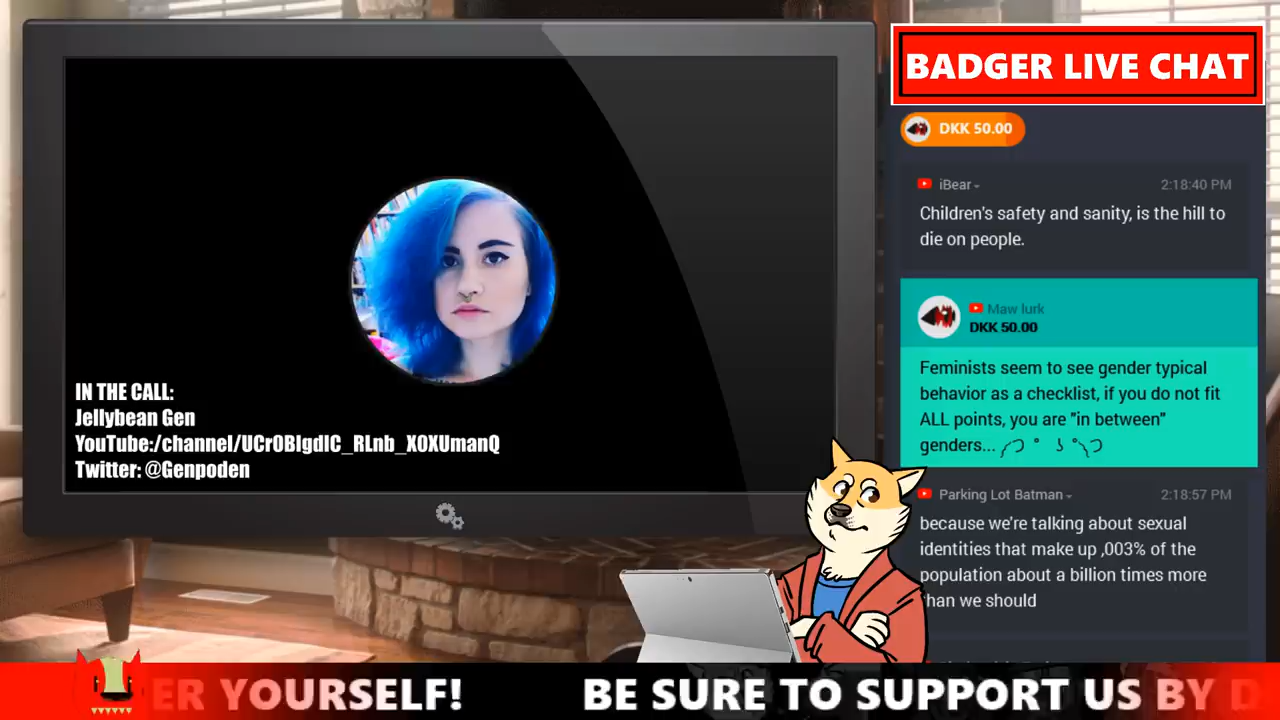 BADGER LIVE CHAT
DKK 50.00
iBear
2:18:40 PM
Children's safety and sanity, is the hill to
die on people.
Maw lurk
DKK 50.00
Feminists seem to see gender typical
behavior as a checklist, if you do not fit
ALL points, you are "in between"
genders...
Parking Lot Batman
2:18:57 PM
because we're talking about sexual
identities that make up ,003% of the
population about a billion times more
than we should
IN THE CALL:
Jellybean Gen
YouTube:/channel/UCr0BIgdIC_RLnb_XOXUmanQ
Twitter: @Genpoden
ER YOURSELF! BE SURE TO SUPPORT US BY D